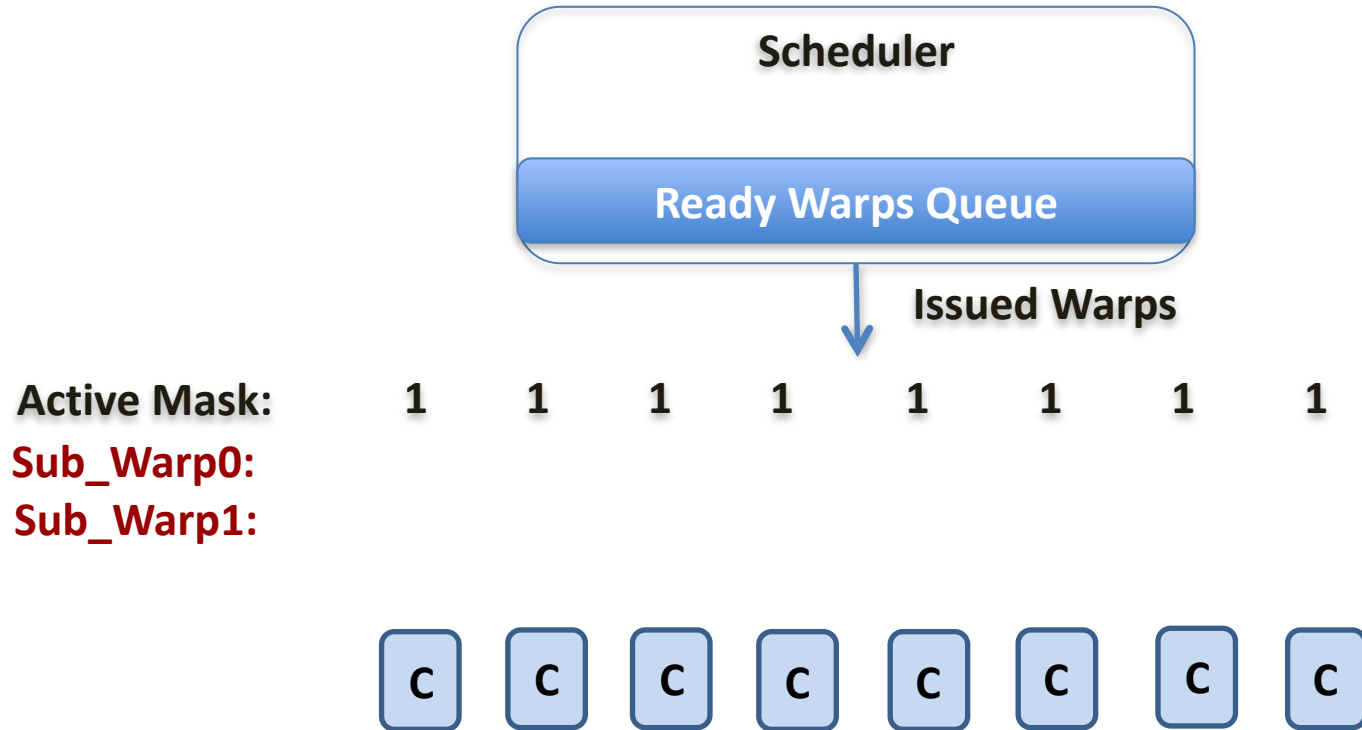 Scheduler
Ready Warps Queue
Issued Warps
Active Mask: 1 1 1 1 1 1 1 1
Sub_Warp0:
Sub_Warp1:
C C C C C C C C